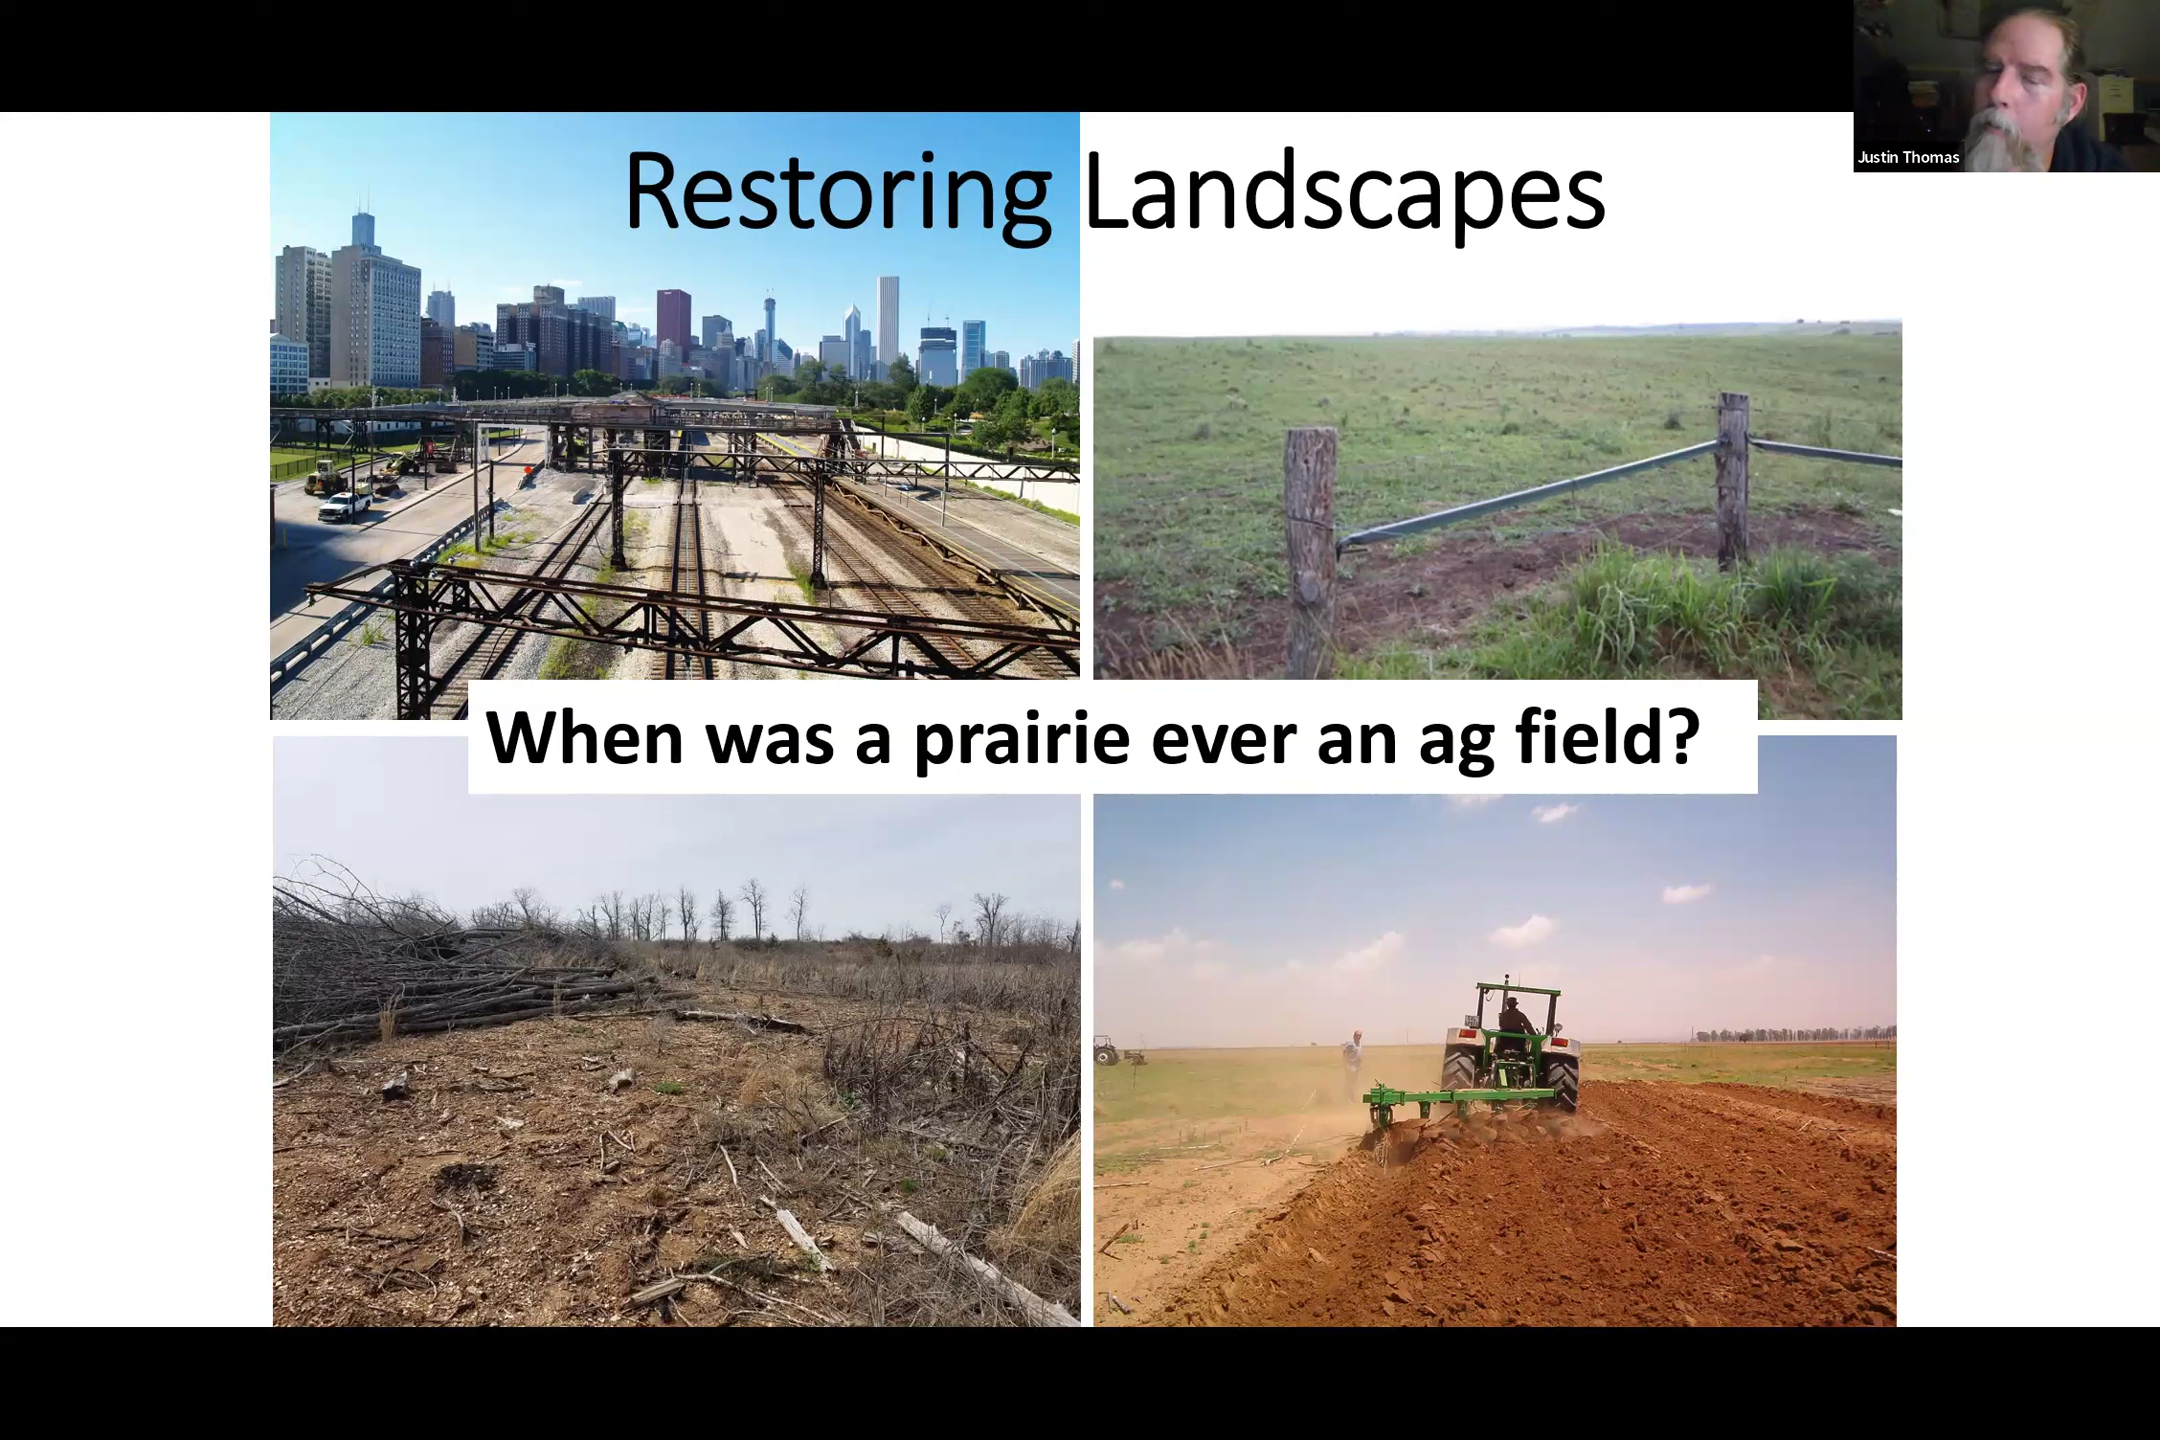 Justin Thomas
Restoring Landscapes
When was a prairie ever an ag field?